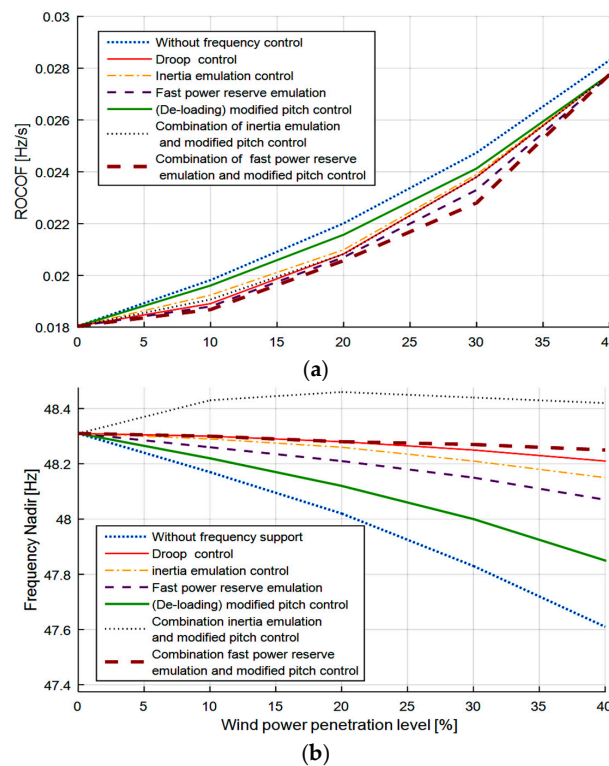 (a)
0.03
0.028
0.026
0.024
0.022
0.02
0.018
ROCOF [Hz/s]
Without frequency control
Droop control
Inertia emulation control
Fast power reserve emulation
(De-loading) modified pitch control
Combination of inertia emulation
and modified pitch control
Combination of fast power reserve
emulation and modified pitch control
0 5 10 15 20 25 30 35 40
(a)
48.4
48.2
48
47.8
47.6
47.4
Frequency Nadir [Hz]
Without frequency support
Droop control
inertia emulation control
Fast power reserve emulation
(De-loading) modified pitch control
Combination inertia emulation
and modified pitch control
Combination fast power reserve
emulation and modified pitch control
0 5 10 15 20 25 30 35 40
Wind power penetration level [%]
(b)